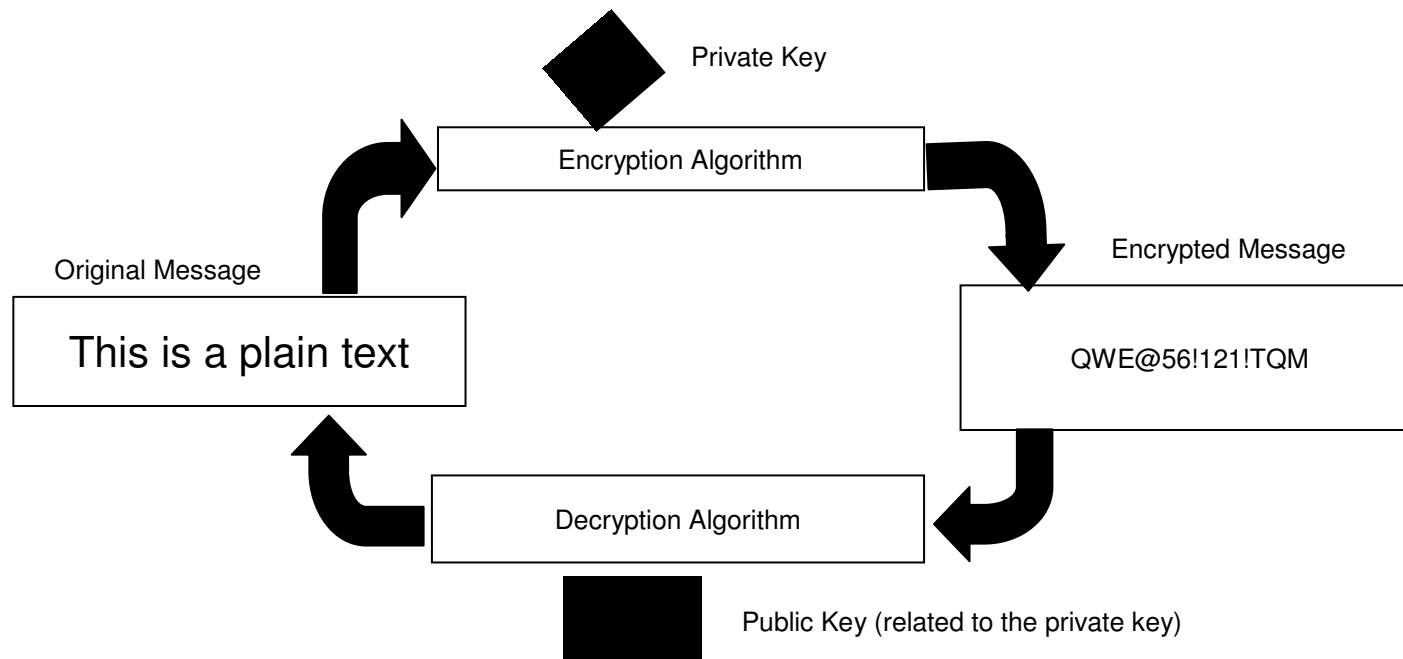 Private Key
Encryption Algorithm
Original Message
Encrypted Message
This is a plain text
QWE@56!121!TQM
Decryption Algorithm
Public Key (related to the private key)